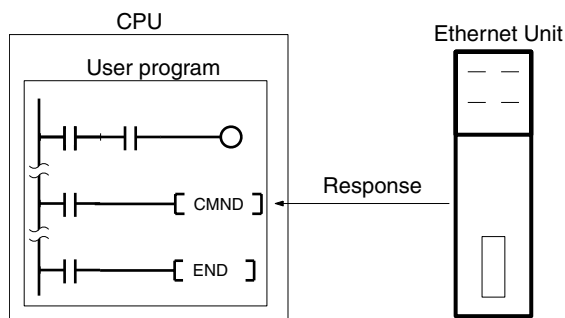 CPU
Ethernet Unit
User program
CMND
Response
END